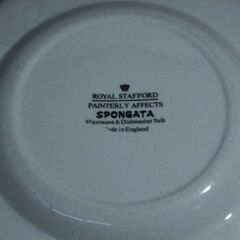 ROYAL STAFFORD
PAINTERLY AFFECTS
SPONGATA
Microwave & Dishwasher Safe
Made in England